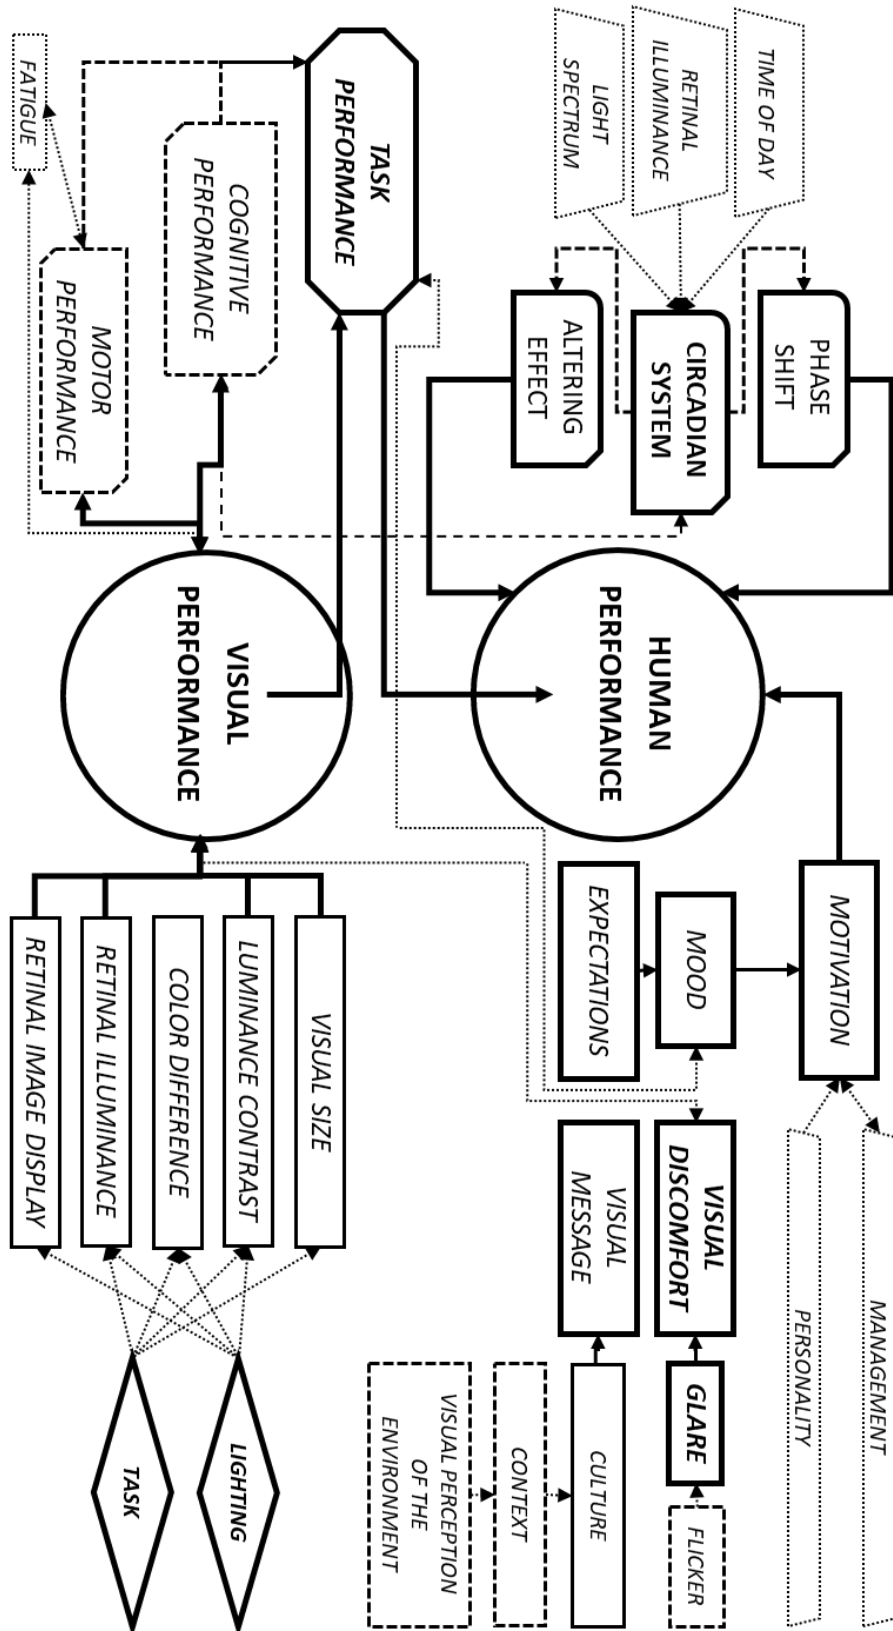 TIME OF DAY
RETINAL
ILLUMINANCE
LIGHT
SPECTRUM
PHASE
SHIFT
CIRCADIAN
SYSTEM
ALTERING
EFFECT
TASK
PERFORMANCE
COGNITIVE
PERFORMANCE
MOTOR
PERFORMANCE
FATIGUE
HUMAN
PERFORMANCE
VISUAL
PERFORMANCE
MOTIVATION
MOOD
EXPECTATIONS
MANAGEMENT
PERSONALITY
VISUAL
DISCOMFORT
VISUAL
MESSAGE
GLARE
FLICKER
CULTURE
CONTEXT
VISUAL PERCEPTION
OF THE
ENVIRONMENT
VISUAL SIZE
LUMINANCE CONTRAST
COLOR DIFFERENCE
RETINAL ILLUMINANCE
RETINAL IMAGE DISPLAY
LIGHTING
TASK